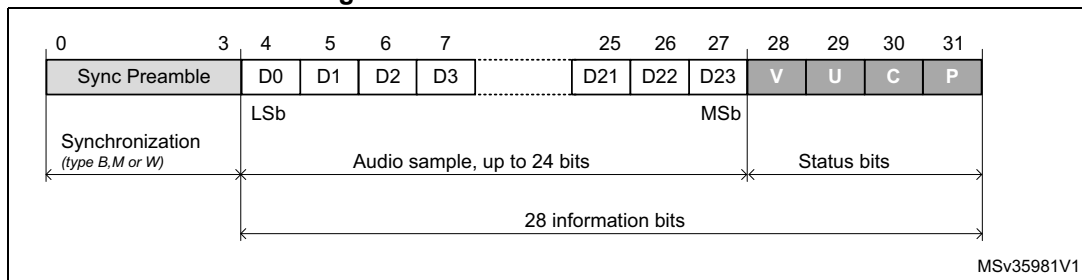 0 3 4 5 6 7 25 26 27 28 29 30 31
Sync Preamble D0 D1 D2 D3 D21 D22 D23 V U C P
LSb MSb
Synchronization
(type B,M or W) Audio sample, up to 24 bits Status bits
28 information bits
MSv35981V1